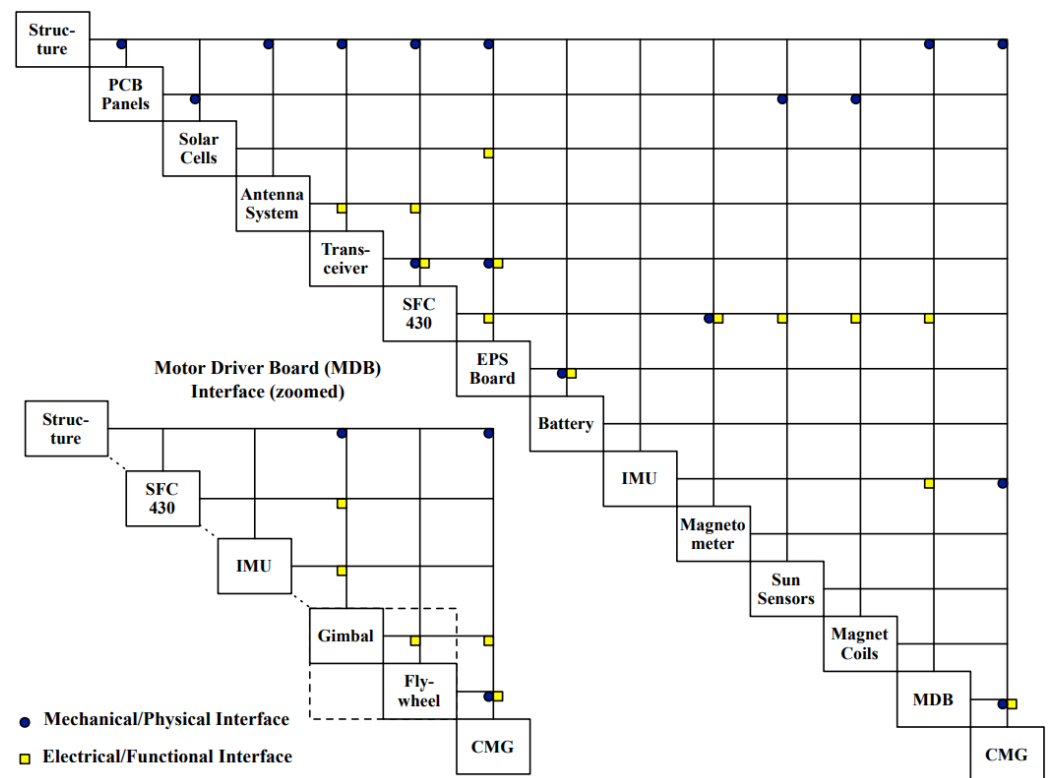 Struc-
ture
PCB
Panels
Solar
Cells
Antenna
System
Trans-
ceiver
SFC
430
EPS
Board
Battery
IMU
Magneto
meter
Sun
Sensors
Magnet
Coils
MDB
CMG
Motor Driver Board (MDB)
Interface (zoomed)
Struc-
ture
SFC
430
IMU
Gimbal
Fly-
wheel
CMG
Mechanical/Physical Interface
Electrical/Functional Interface